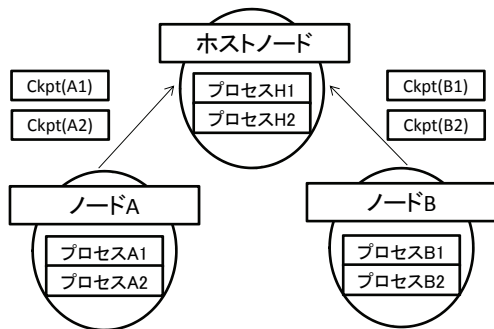 ホストノード
プロセスH1
プロセスH2
Ckpt(A1)
Ckpt(A2)
Ckpt(B1)
Ckpt(B2)
ノードA
プロセスA1
プロセスA2
ノードB
プロセスB1
プロセスB2